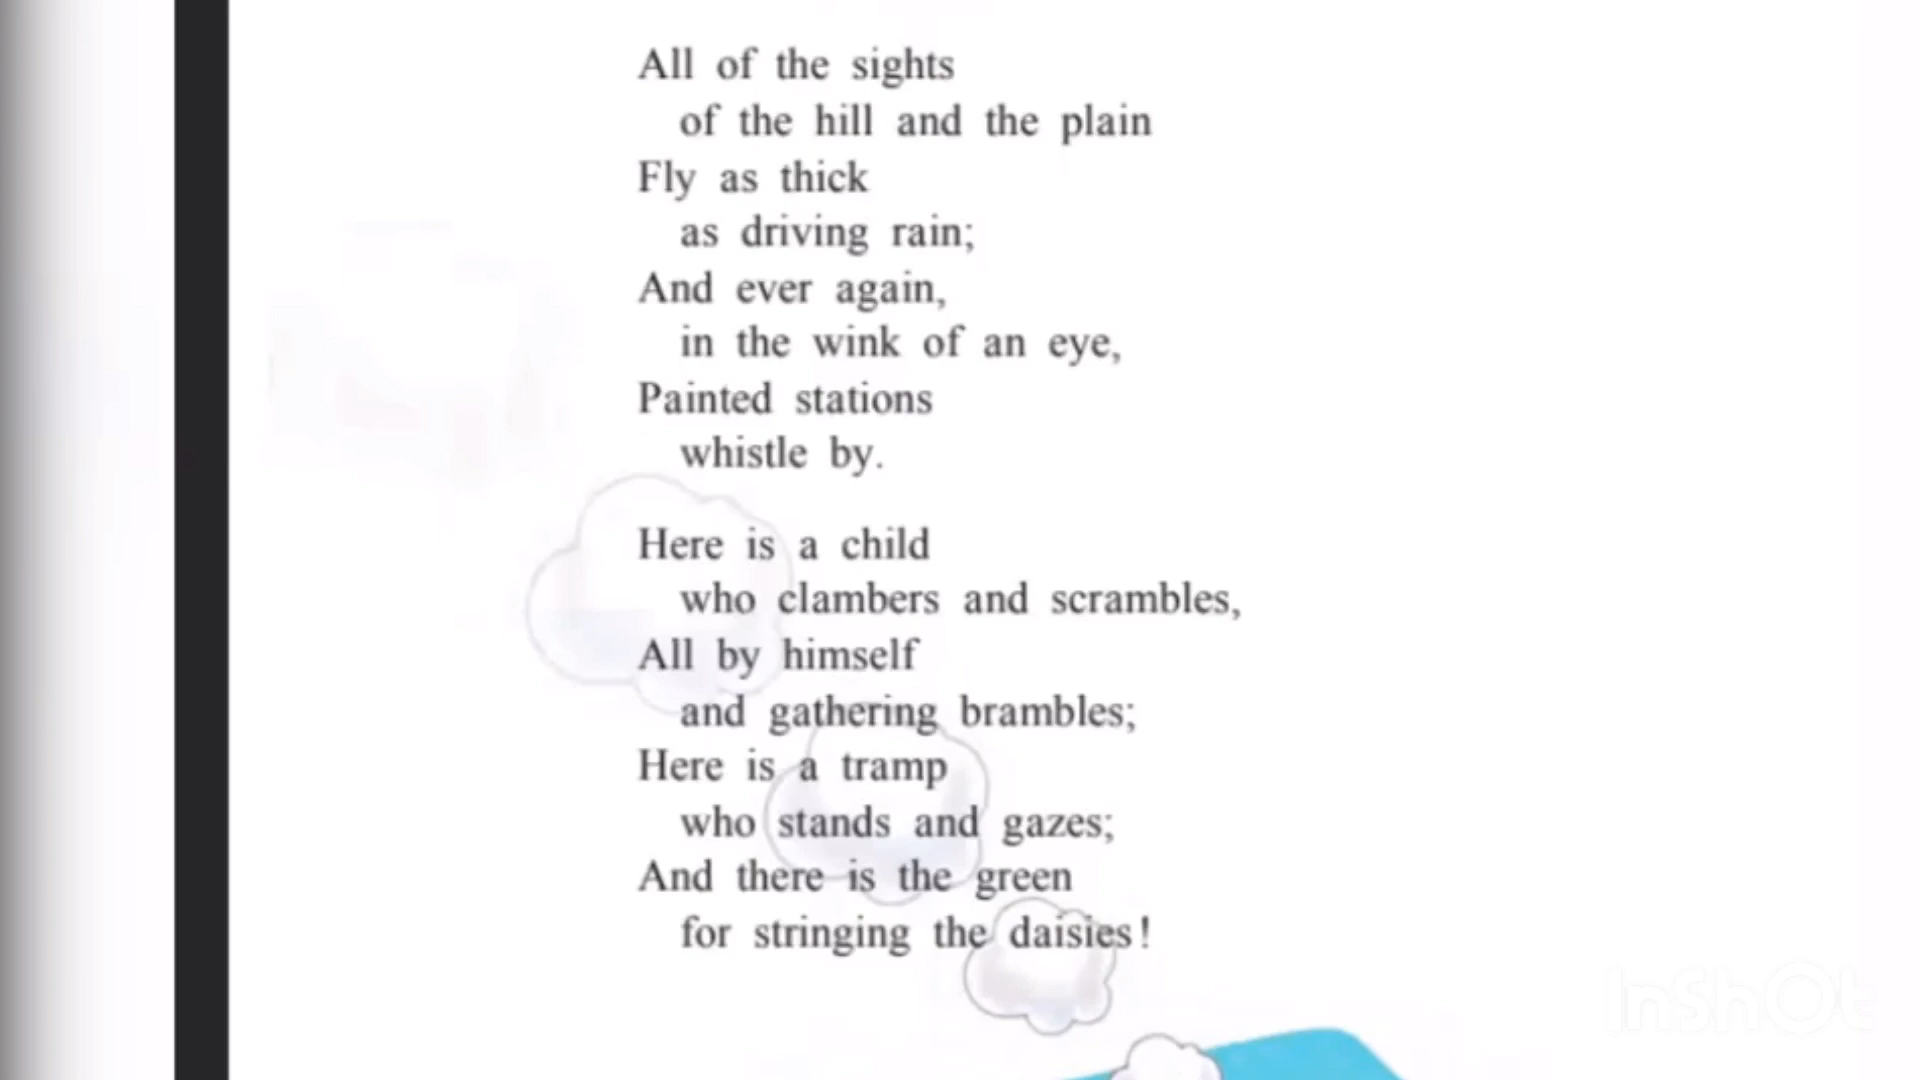 All of the sights
of the hill and the plain
Fly as thick
as driving rain;
And ever again,
in the wink of an eye,
Painted stations
whistle by.
Here is a child
who clambers and scrambles,
All by himself
and gathering brambles;
Here is a tramp
who stands and gazes;
And there is the green
for stringing the daisies!
InShOt